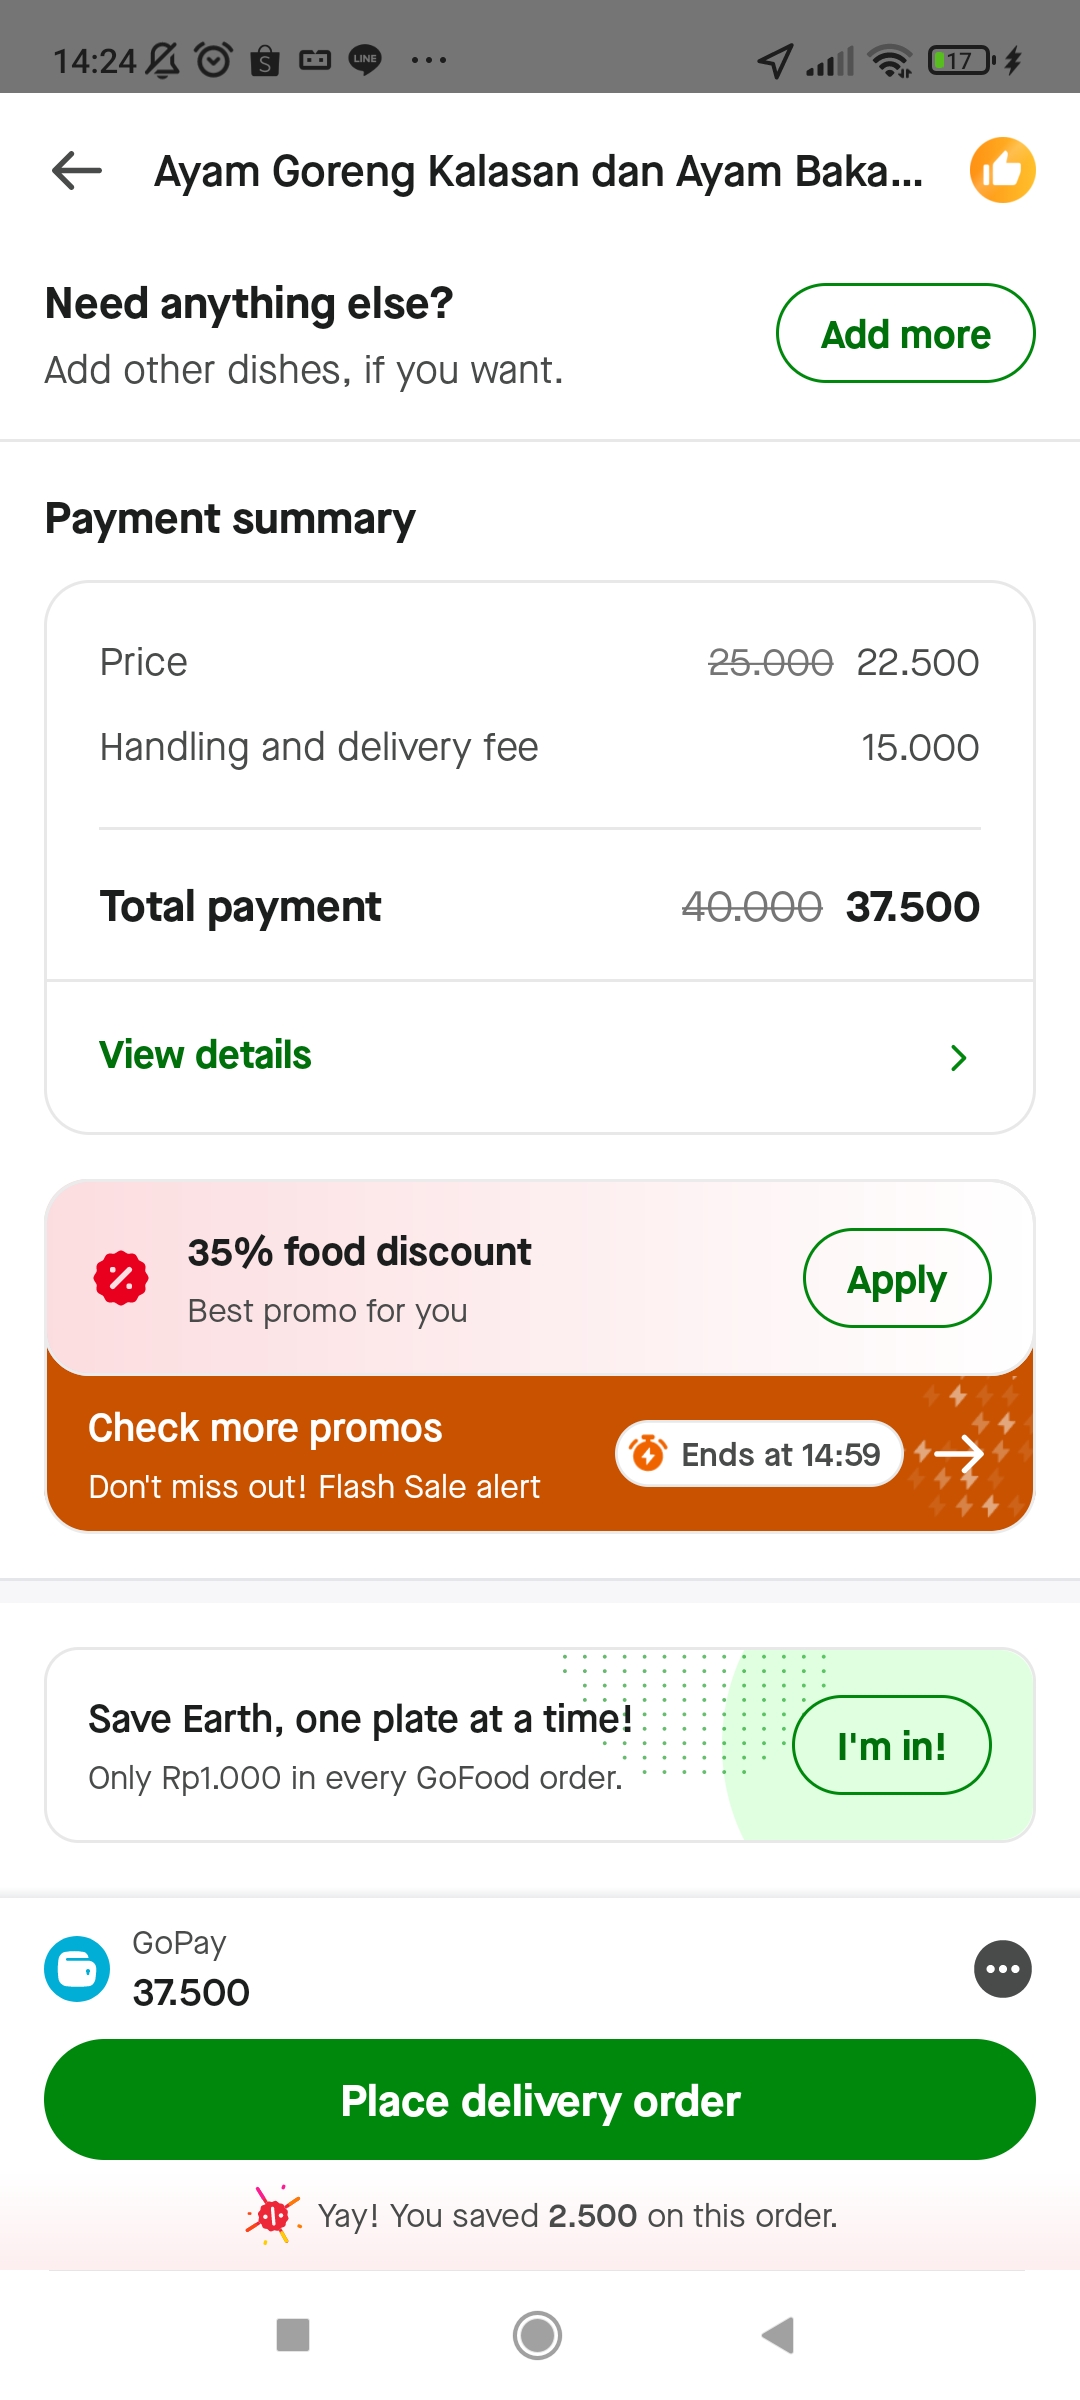 14:24
LINE
17
Ayam Goreng Kalasan dan Ayam Baka...
Need anything else?
Add other dishes, if you want.
Add more
Payment summary
Price 25.000 22.500
Handling and delivery fee 15.000
Total payment 40.000 37.500
View details
35% food discount
Best promo for you
Apply
Check more promos
Don't miss out! Flash Sale alert
Ends at 14:59
Save Earth, one plate at a time!
Only Rp1.000 in every GoFood order.
I'm in!
GoPay
37.500
Place delivery order
Yay! You saved 2.500 on this order.